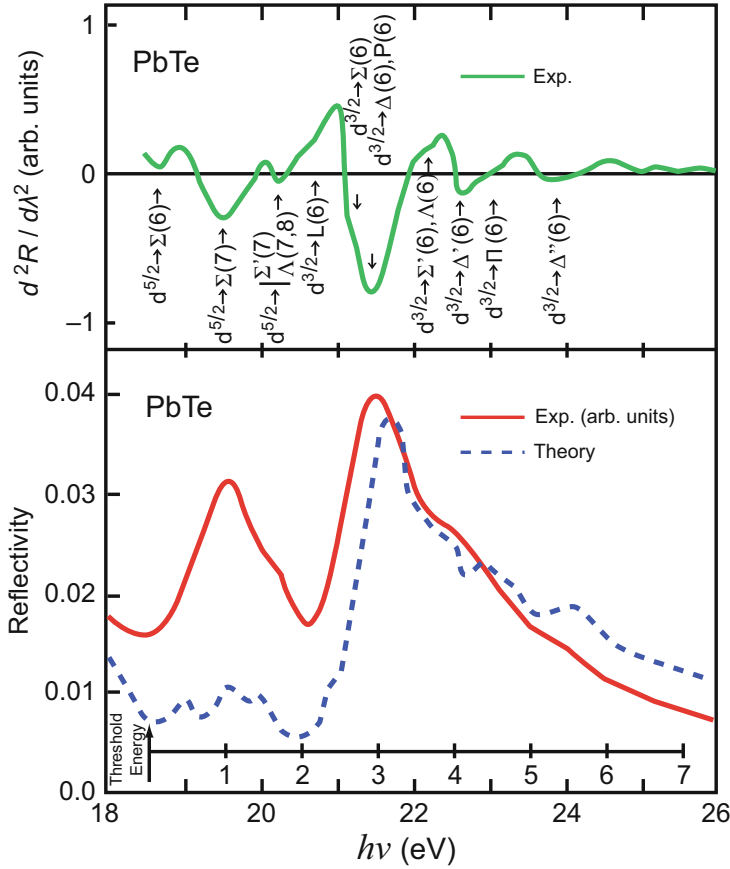 1
PbTe
Exp.
0
−1
d²R / dλ² (arb. units)
d^5/2→Σ(6)→
d^5/2→Σ(7)→
d^5/2→|Σ'(7)
Λ(7,8)
d^3/2→L(6)→
d^3/2→Σ(6)
d^3/2→Δ(6),P(6)
d^3/2→Σ'(6),Λ(6)
d^3/2→Δ'(6)→
d^3/2→Π(6)→
d^3/2→Δ''(6)→
PbTe
Exp. (arb. units)
Theory
0.04
0.03
0.02
0.01
0.0
Reflectivity
Threshold
Energy
1 2 3 4 5 6 7
18 20 22 24 26
hν (eV)